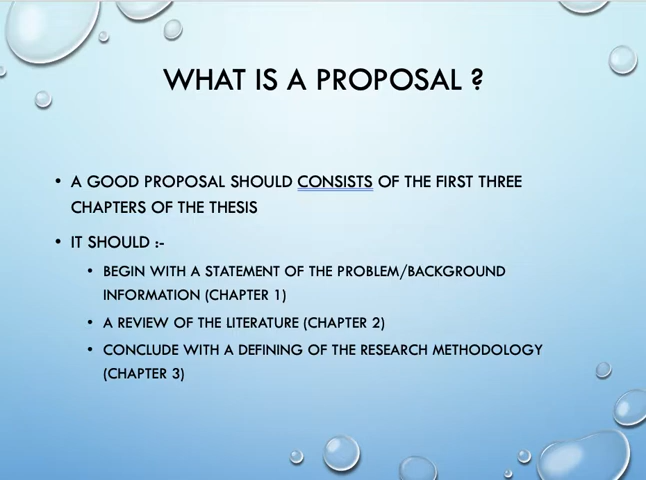 WHAT IS A PROPOSAL ?
• A GOOD PROPOSAL SHOULD CONSISTS OF THE FIRST THREE
CHAPTERS OF THE THESIS
• IT SHOULD :-
• BEGIN WITH A STATEMENT OF THE PROBLEM/BACKGROUND
INFORMATION (CHAPTER 1)
• A REVIEW OF THE LITERATURE (CHAPTER 2)
• CONCLUDE WITH A DEFINING OF THE RESEARCH METHODOLOGY
(CHAPTER 3)